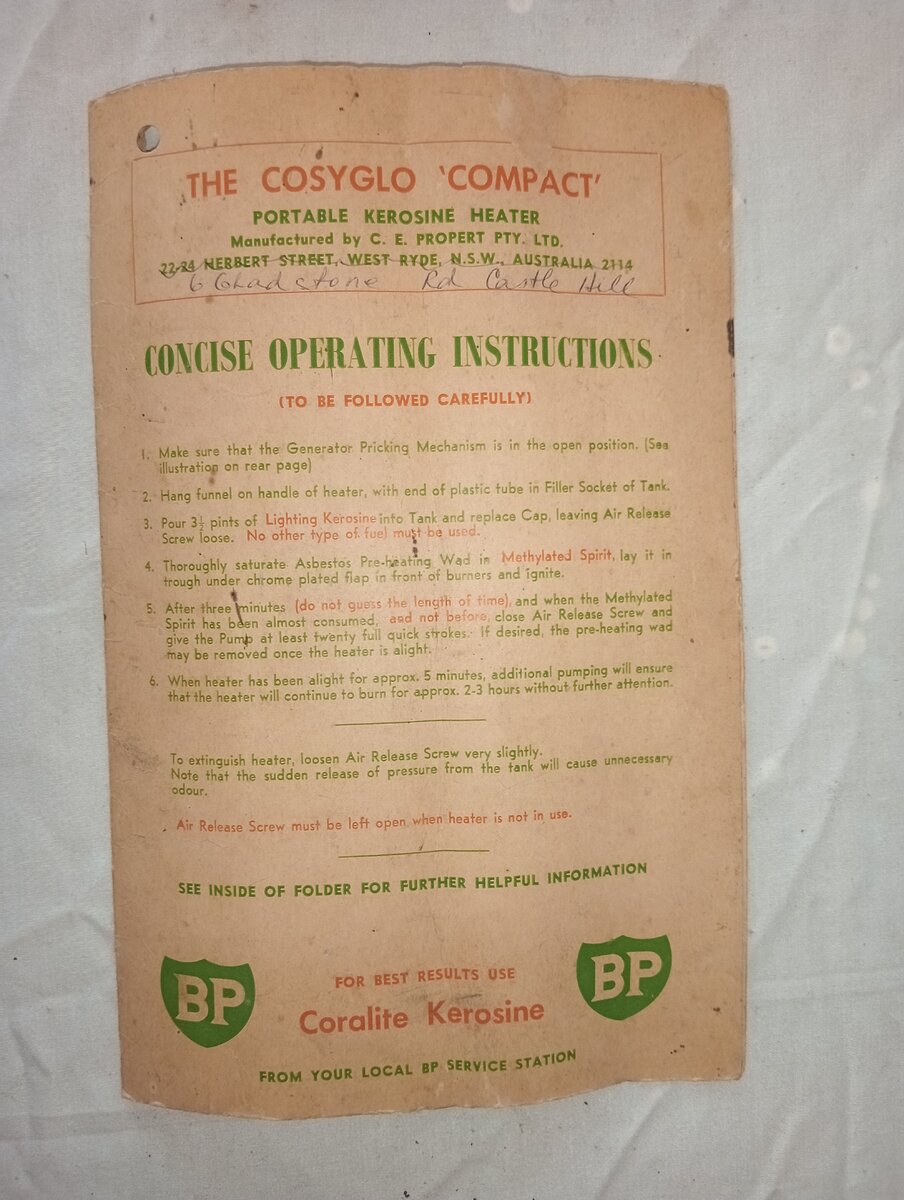 THE COSYGLO 'COMPACT'
PORTABLE KEROSINE HEATER
Manufactured by C. E. PROPERT PTY. LTD.
22-24 HERBERT STREET, WEST RYDE, N.S.W., AUSTRALIA 2114
6 Gladstone Rd Castle Hill
CONCISE OPERATING INSTRUCTIONS
(TO BE FOLLOWED CAREFULLY)
1. Make sure that the Generator Pricking Mechanism is in the open position. (See
illustration on rear page)
2. Hang funnel on handle of heater, with end of plastic tube in Filler Socket of Tank.
3. Pour 3½ pints of Lighting Kerosine into Tank and replace Cap, leaving Air Release
Screw loose. No other type of fuel must be used.
4. Thoroughly saturate Asbestos Pre-heating Wad in Methylated Spirit, lay it in
trough under chrome plated flap in front of burners and ignite.
5. After three minutes (do not guess the length of time), and when the Methylated
Spirit has been almost consumed, and not before, close Air Release Screw and
give the Pump at least twenty full quick strokes. If desired, the pre-heating wad
may be removed once the heater is alight.
6. When heater has been alight for approx. 5 minutes, additional pumping will ensure
that the heater will continue to burn for approx. 2-3 hours without further attention.
To extinguish heater, loosen Air Release Screw very slightly.
Note that the sudden release of pressure from the tank will cause unnecessary
odour.
Air Release Screw must be left open when heater is not in use.
SEE INSIDE OF FOLDER FOR FURTHER HELPFUL INFORMATION
BP
FOR BEST RESULTS USE
BP
Coralite Kerosine
FROM YOUR LOCAL BP SERVICE STATION